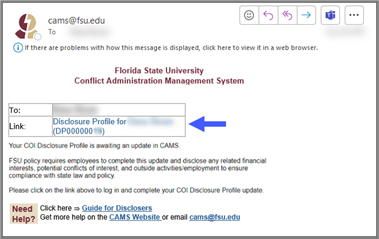 cams@fsu.edu
To
If there are problems with how this message is displayed, click here to view it in a web browser.
Florida State University
Conflict Administration Management System
To:
Link: Disclosure Profile for
(DP000000
Your COI Disclosure Profile is awaiting an update in CAMS.
FSU policy requires employees to complete this update and disclose any related financial
interests, potential conflicts of interest, and outside activities/employment to ensure
compliance with state law and policy.
Please click on the link above to log in and complete your COI Disclosure Profile update.
Need Help?
Click here ⇒ Guide for Disclosers
Get more help on the CAMS Website or email cams@fsu.edu